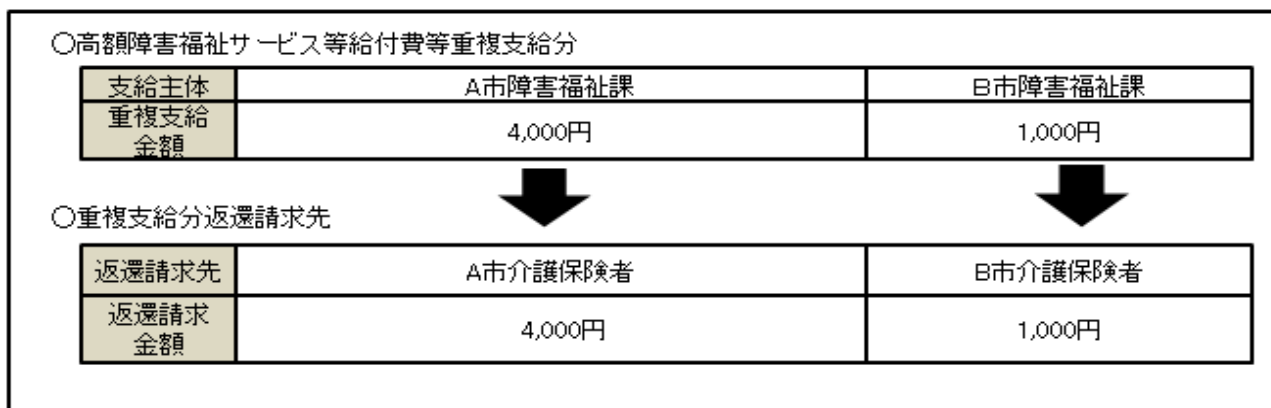 ○高額障害福祉サービス等給付費等重複支給分
支給主体 A市障害福祉課 B市障害福祉課
重複支給
金額 4,000円 1,000円
○重複支給分返還請求先
返還請求先 A市介護保険者 B市介護保険者
返還請求
金額 4,000円 1,000円